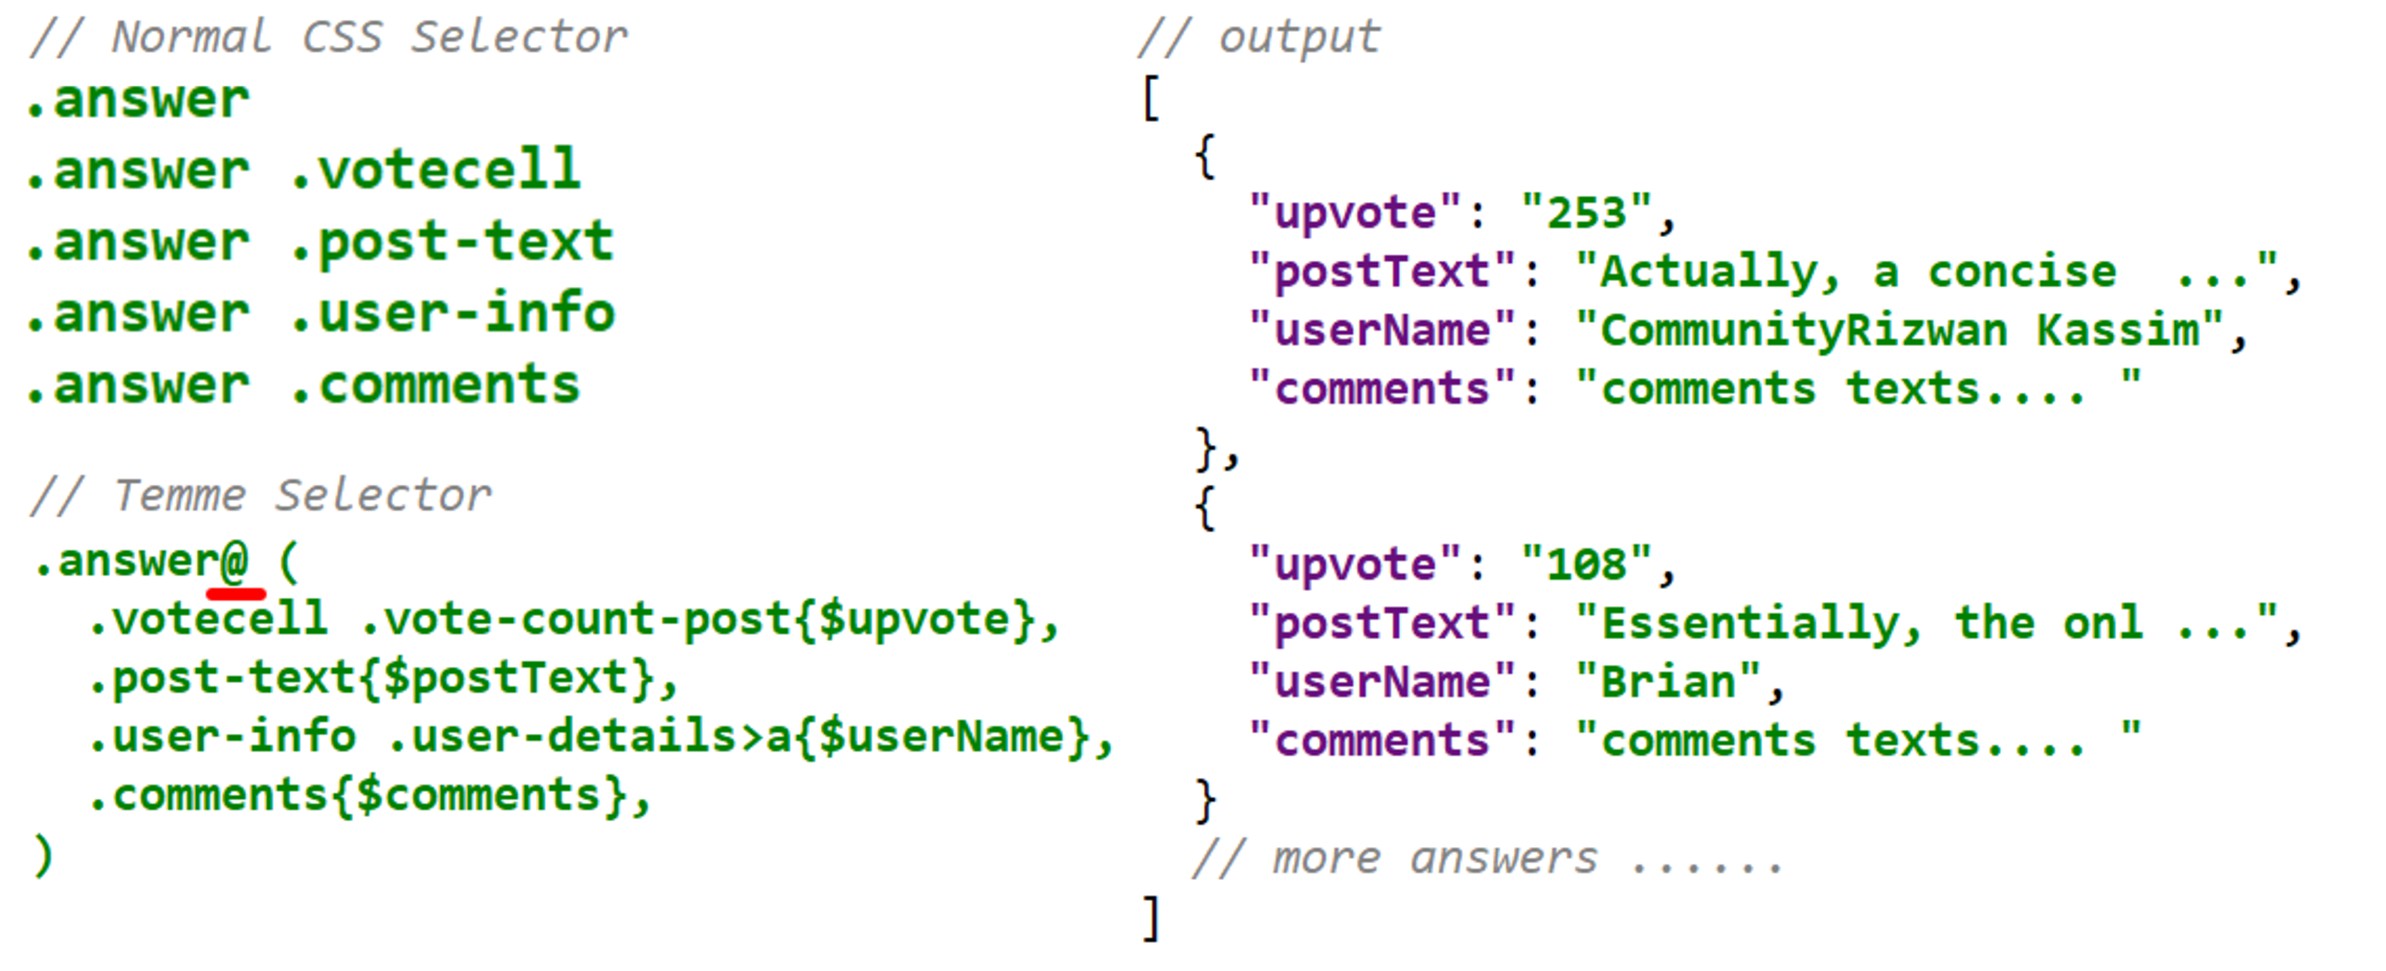 // Normal CSS Selector
.answer
.answer .votecell
.answer .post-text
.answer .user-info
.answer .comments
// Temme Selector
.answer@ (
  .votecell .vote-count-post{$upvote},
  .post-text{$postText},
  .user-info .user-details>a{$userName},
  .comments{$comments},
)
// output
[
  {
    "upvote": "253",
    "postText": "Actually, a concise  ...",
    "userName": "CommunityRizwan Kassim",
    "comments": "comments texts.... "
  },
  {
    "upvote": "108",
    "postText": "Essentially, the onl ...",
    "userName": "Brian",
    "comments": "comments texts.... "
  }
  // more answers ......
]